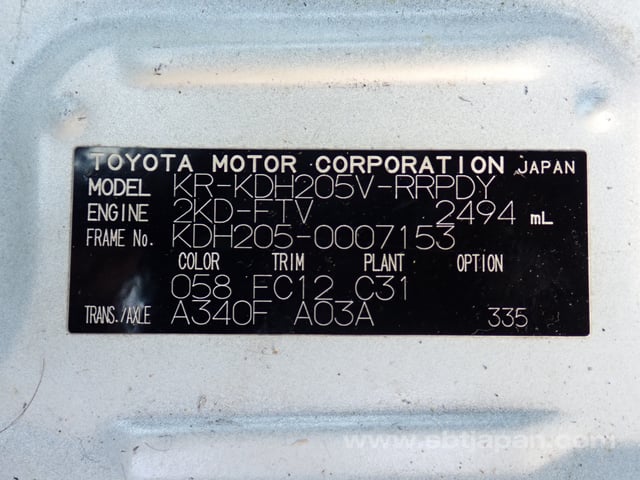 TOYOTA MOTOR CORPORATION JAPAN
MODEL KR-KDH205V-RRPDY
ENGINE 2KD-FTV 2494 mL
FRAME No. KDH205-0007153
COLOR TRIM PLANT OPTION
058 FC12 C31
TRANS./AXLE A340F A03A 335
www.sbtjapan.com